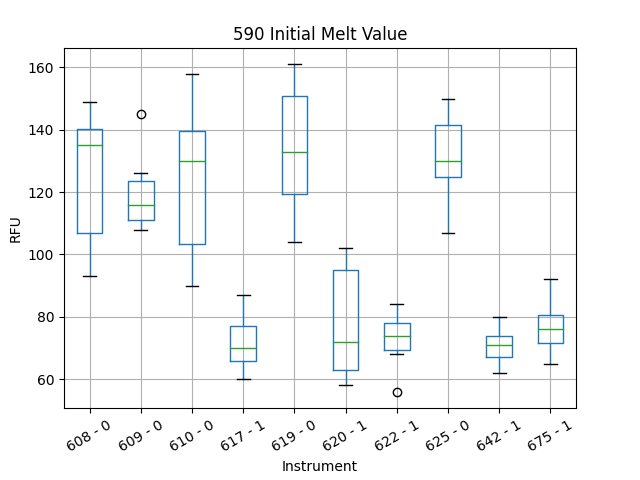 590 Initial Melt Value
160
140
120
100
80
60
RFU
608 - 0
609 - 0
610 - 0
617 - 1
619 - 0
620 - 1
622 - 1
625 - 0
642 - 1
675 - 1
Instrument